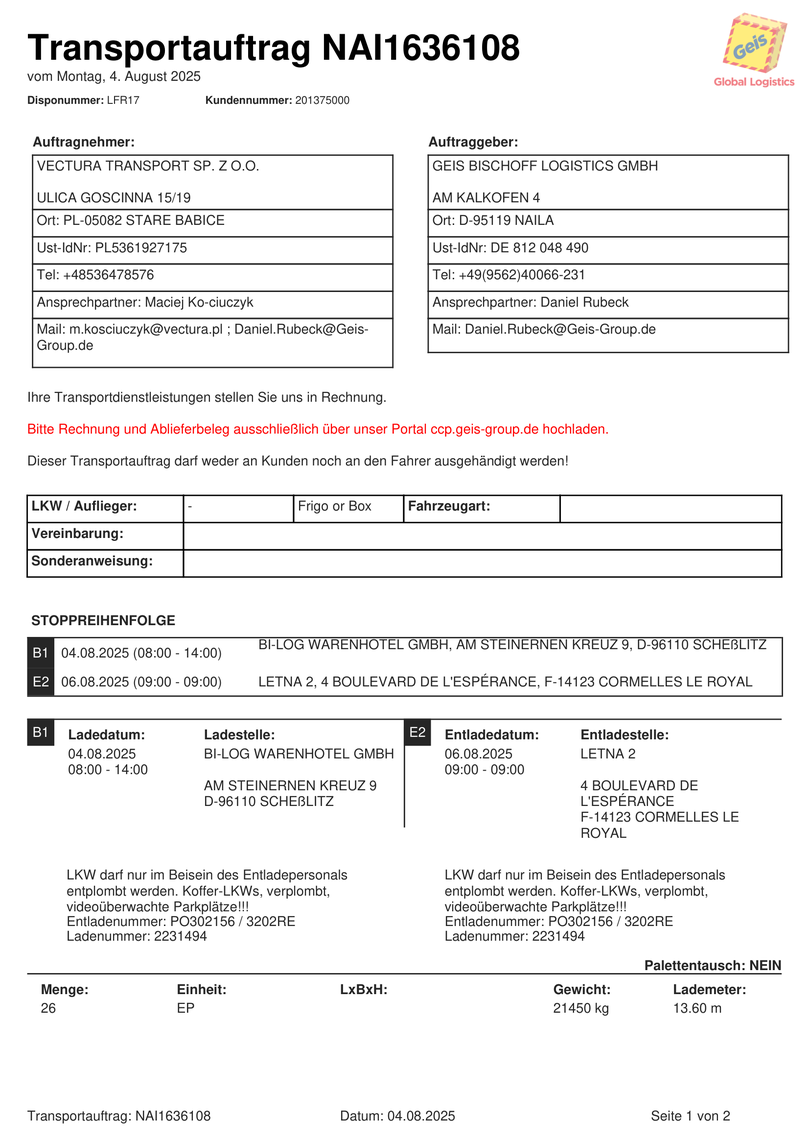 Transportauftrag NAI1636108
vom Montag, 4. August 2025
Disponummer: LFR17 Kundennummer: 201375000
Geis
Global Logistics
Auftragnehmer:
VECTURA TRANSPORT SP. Z O.O.
ULICA GOSCINNA 15/19
Ort: PL-05082 STARE BABICE
Ust-IdNr: PL5361927175
Tel: +48536478576
Ansprechpartner: Maciej Ko-ciuczyk
Mail: m.kosciuczyk@vectura.pl ; Daniel.Rubeck@Geis-
Group.de
Auftraggeber:
GEIS BISCHOFF LOGISTICS GMBH
AM KALKOFEN 4
Ort: D-95119 NAILA
Ust-IdNr: DE 812 048 490
Tel: +49(9562)40066-231
Ansprechpartner: Daniel Rubeck
Mail: Daniel.Rubeck@Geis-Group.de
Ihre Transportdienstleistungen stellen Sie uns in Rechnung.
Bitte Rechnung und Ablieferbeleg ausschließlich über unser Portal ccp.geis-group.de hochladen.
Dieser Transportauftrag darf weder an Kunden noch an den Fahrer ausgehändigt werden!
LKW / Auflieger: - Frigo or Box Fahrzeugart:
Vereinbarung:
Sonderanweisung:
STOPPREIHENFOLGE
B1 04.08.2025 (08:00 - 14:00) BI-LOG WARENHOTEL GMBH, AM STEINERNEN KREUZ 9, D-96110 SCHEßLITZ
E2 06.08.2025 (09:00 - 09:00) LETNA 2, 4 BOULEVARD DE L'ESPÉRANCE, F-14123 CORMELLES LE ROYAL
B1 Ladedatum: Ladestelle:
04.08.2025 BI-LOG WARENHOTEL GMBH
08:00 - 14:00
AM STEINERNEN KREUZ 9
D-96110 SCHEßLITZ
LKW darf nur im Beisein des Entladepersonals
entplombt werden. Koffer-LKWs, verplombt,
videoüberwachte Parkplätze!!!
Entladenummer: PO302156 / 3202RE
Ladenummer: 2231494
E2 Entladedatum: Entladestelle:
06.08.2025 LETNA 2
09:00 - 09:00
4 BOULEVARD DE
L'ESPÉRANCE
F-14123 CORMELLES LE
ROYAL
LKW darf nur im Beisein des Entladepersonals
entplombt werden. Koffer-LKWs, verplombt,
videoüberwachte Parkplätze!!!
Entladenummer: PO302156 / 3202RE
Ladenummer: 2231494
Palettentausch: NEIN
Menge: Einheit: LxBxH: Gewicht: Lademeter:
26 EP 21450 kg 13.60 m
Transportauftrag: NAI1636108 Datum: 04.08.2025 Seite 1 von 2